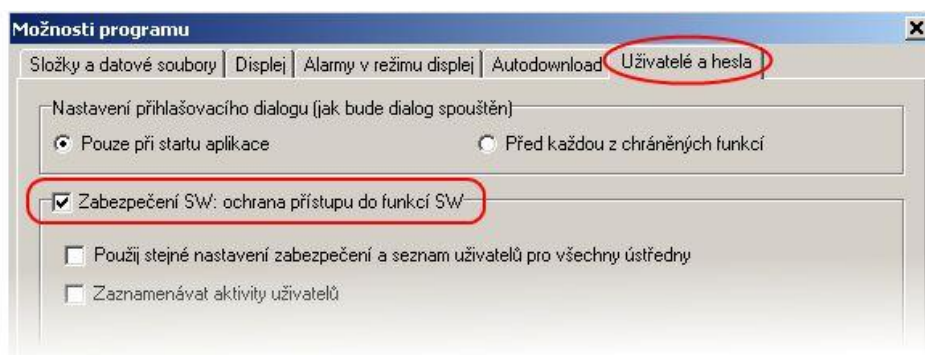 Možnosti programu
Složky a datové soubory Displej Alarmy v režimu displej Autodownload Uživatelé a hesla
Nastavení přihlašovacího dialogu (jak bude dialog spouštěn)
Pouze při startu aplikace Před každou z chráněných funkcí
Zabezpečení SW: ochrana přístupu do funkcí SW
Použij stejné nastavení zabezpečení a seznam uživatelů pro všechny ústředny
Zaznamenávat aktivity uživatelů